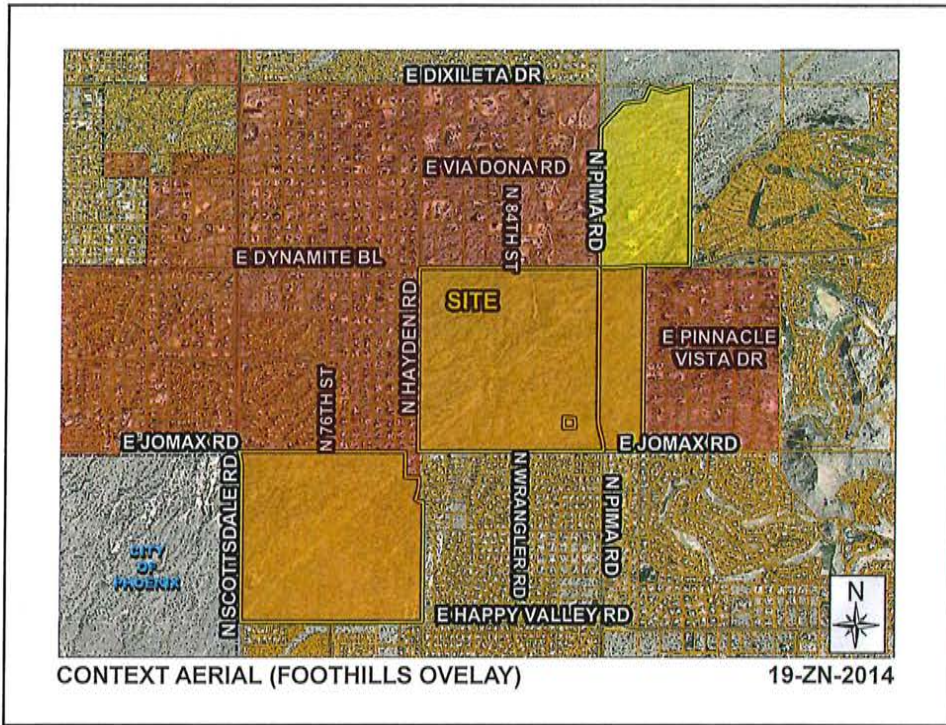 E DIXILETA DR
E VIA DONA RD
N PIMA RD
N 84TH ST
E DYNAMITE BL
N HAYDEN RD
SITE
E PINNACLE
VISTA DR
N 76TH ST
E JOMAX RD
E JOMAX RD
N SCOTTSDALE RD
N WRANGLER RD
N PIMA RD
CITY
OF
PHOENIX
E HAPPY VALLEY RD
N
CONTEXT AERIAL (FOOTHILLS OVELAY)
19-ZN-2014